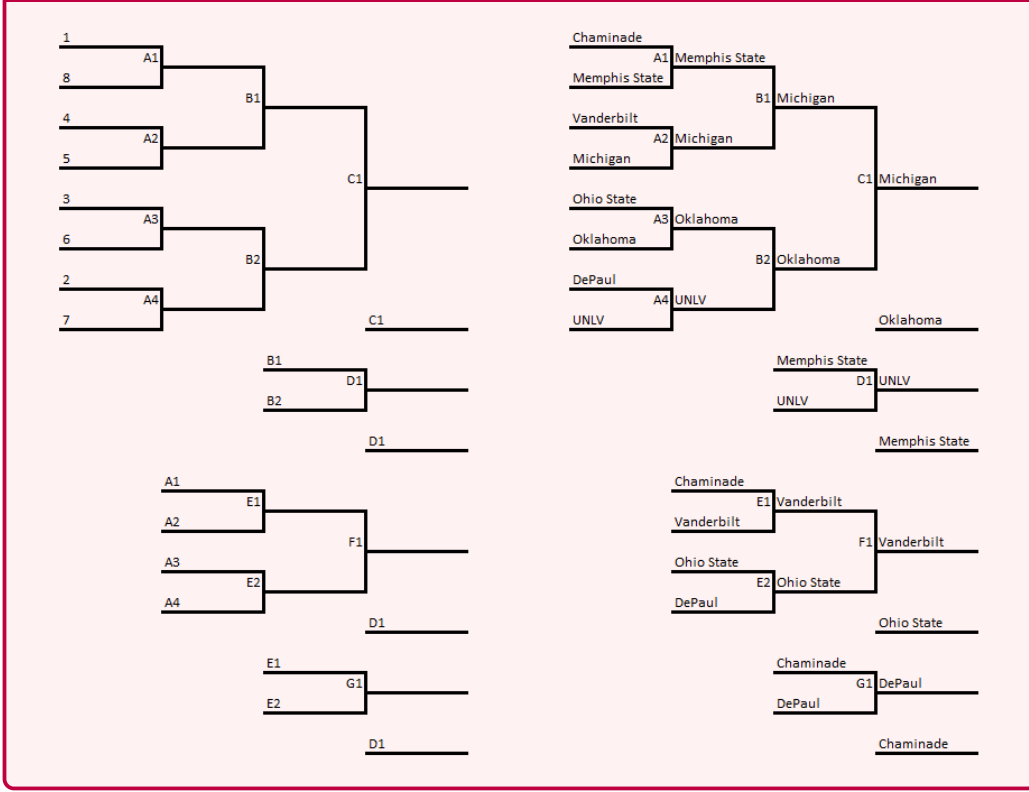 1
A1
8
B1
4
A2
5
C1
3
A3
6
B2
2
A4
7
C1
B1
D1
B2
D1
A1
E1
A2
F1
A3
E2
A4
D1
E1
G1
E2
D1
Chaminade
A1 Memphis State
Memphis State
B1 Michigan
Vanderbilt
A2 Michigan
Michigan
C1 Michigan
Ohio State
A3 Oklahoma
Oklahoma
B2 Oklahoma
DePaul
A4 UNLV
UNLV
Oklahoma
Memphis State
D1 UNLV
UNLV
Memphis State
Chaminade
E1 Vanderbilt
Vanderbilt
F1 Vanderbilt
Ohio State
E2 Ohio State
DePaul
Ohio State
Chaminade
G1 DePaul
DePaul
Chaminade